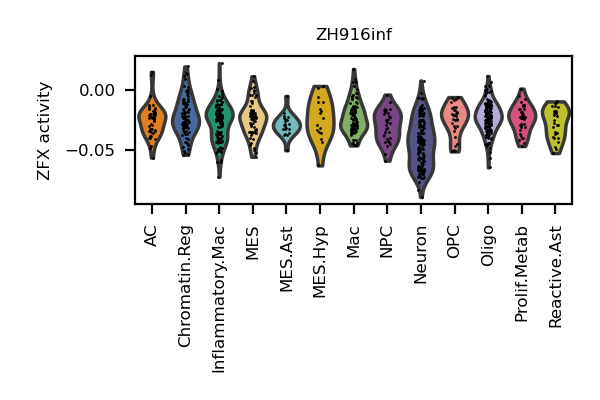 ZH916inf
ZFX activity
0.00
−0.05
AC
Chromatin.Reg
Inflammatory.Mac
MES
MES.Ast
MES.Hyp
Mac
NPC
Neuron
OPC
Oligo
Prolif.Metab
Reactive.Ast